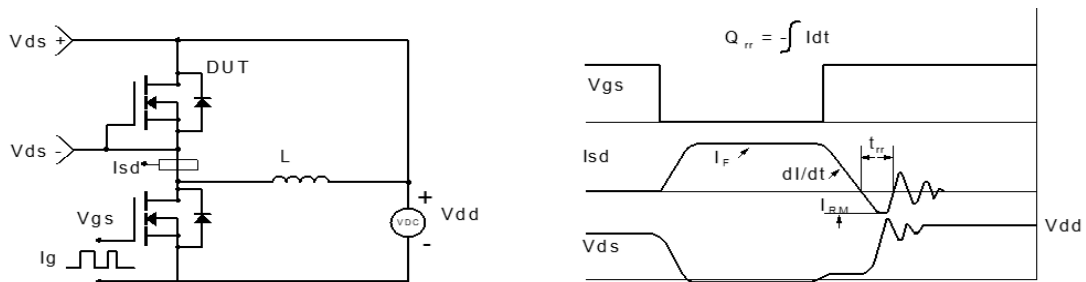 Vds +
DUT
Vds -
Isd
L
Vgs
Ig
VDC
+
-
Vdd
Q rr = -∫ Idt
Vgs
Isd
I F
dI/dt
t rr
I RM
Vds
Vdd